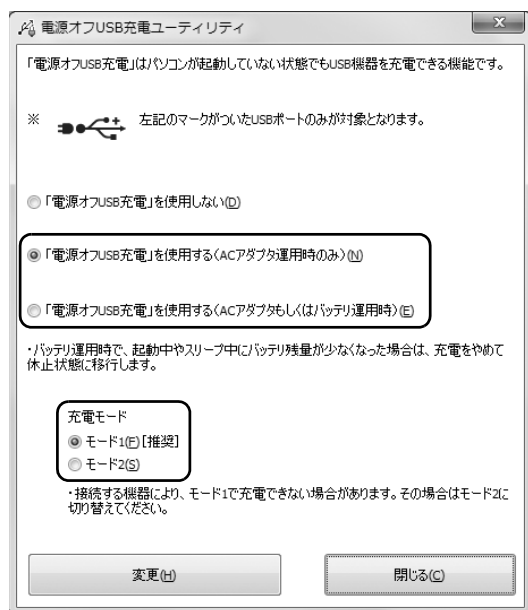 電源オフUSB充電ユーティリティ
「電源オフUSB充電」はパソコンが起動していない状態でもUSB機器を充電できる機能です。
※ 左記のマークがついたUSBポートのみが対象となります。
「電源オフUSB充電」を使用しない(D)
「電源オフUSB充電」を使用する(ACアダプタ運用時のみ)(N)
「電源オフUSB充電」を使用する(ACアダプタもしくはバッテリ運用時)(E)
・バッテリ運用時で、起動中やスリープ中にバッテリ残量が少なくなった場合は、充電をやめて
休止状態に移行します。
充電モード
モード1(F)[推奨]
モード2(S)
・接続する機器により、モード1で充電できない場合があります。その場合はモード2に
切り替えてください。
変更(H) 閉じる(C)